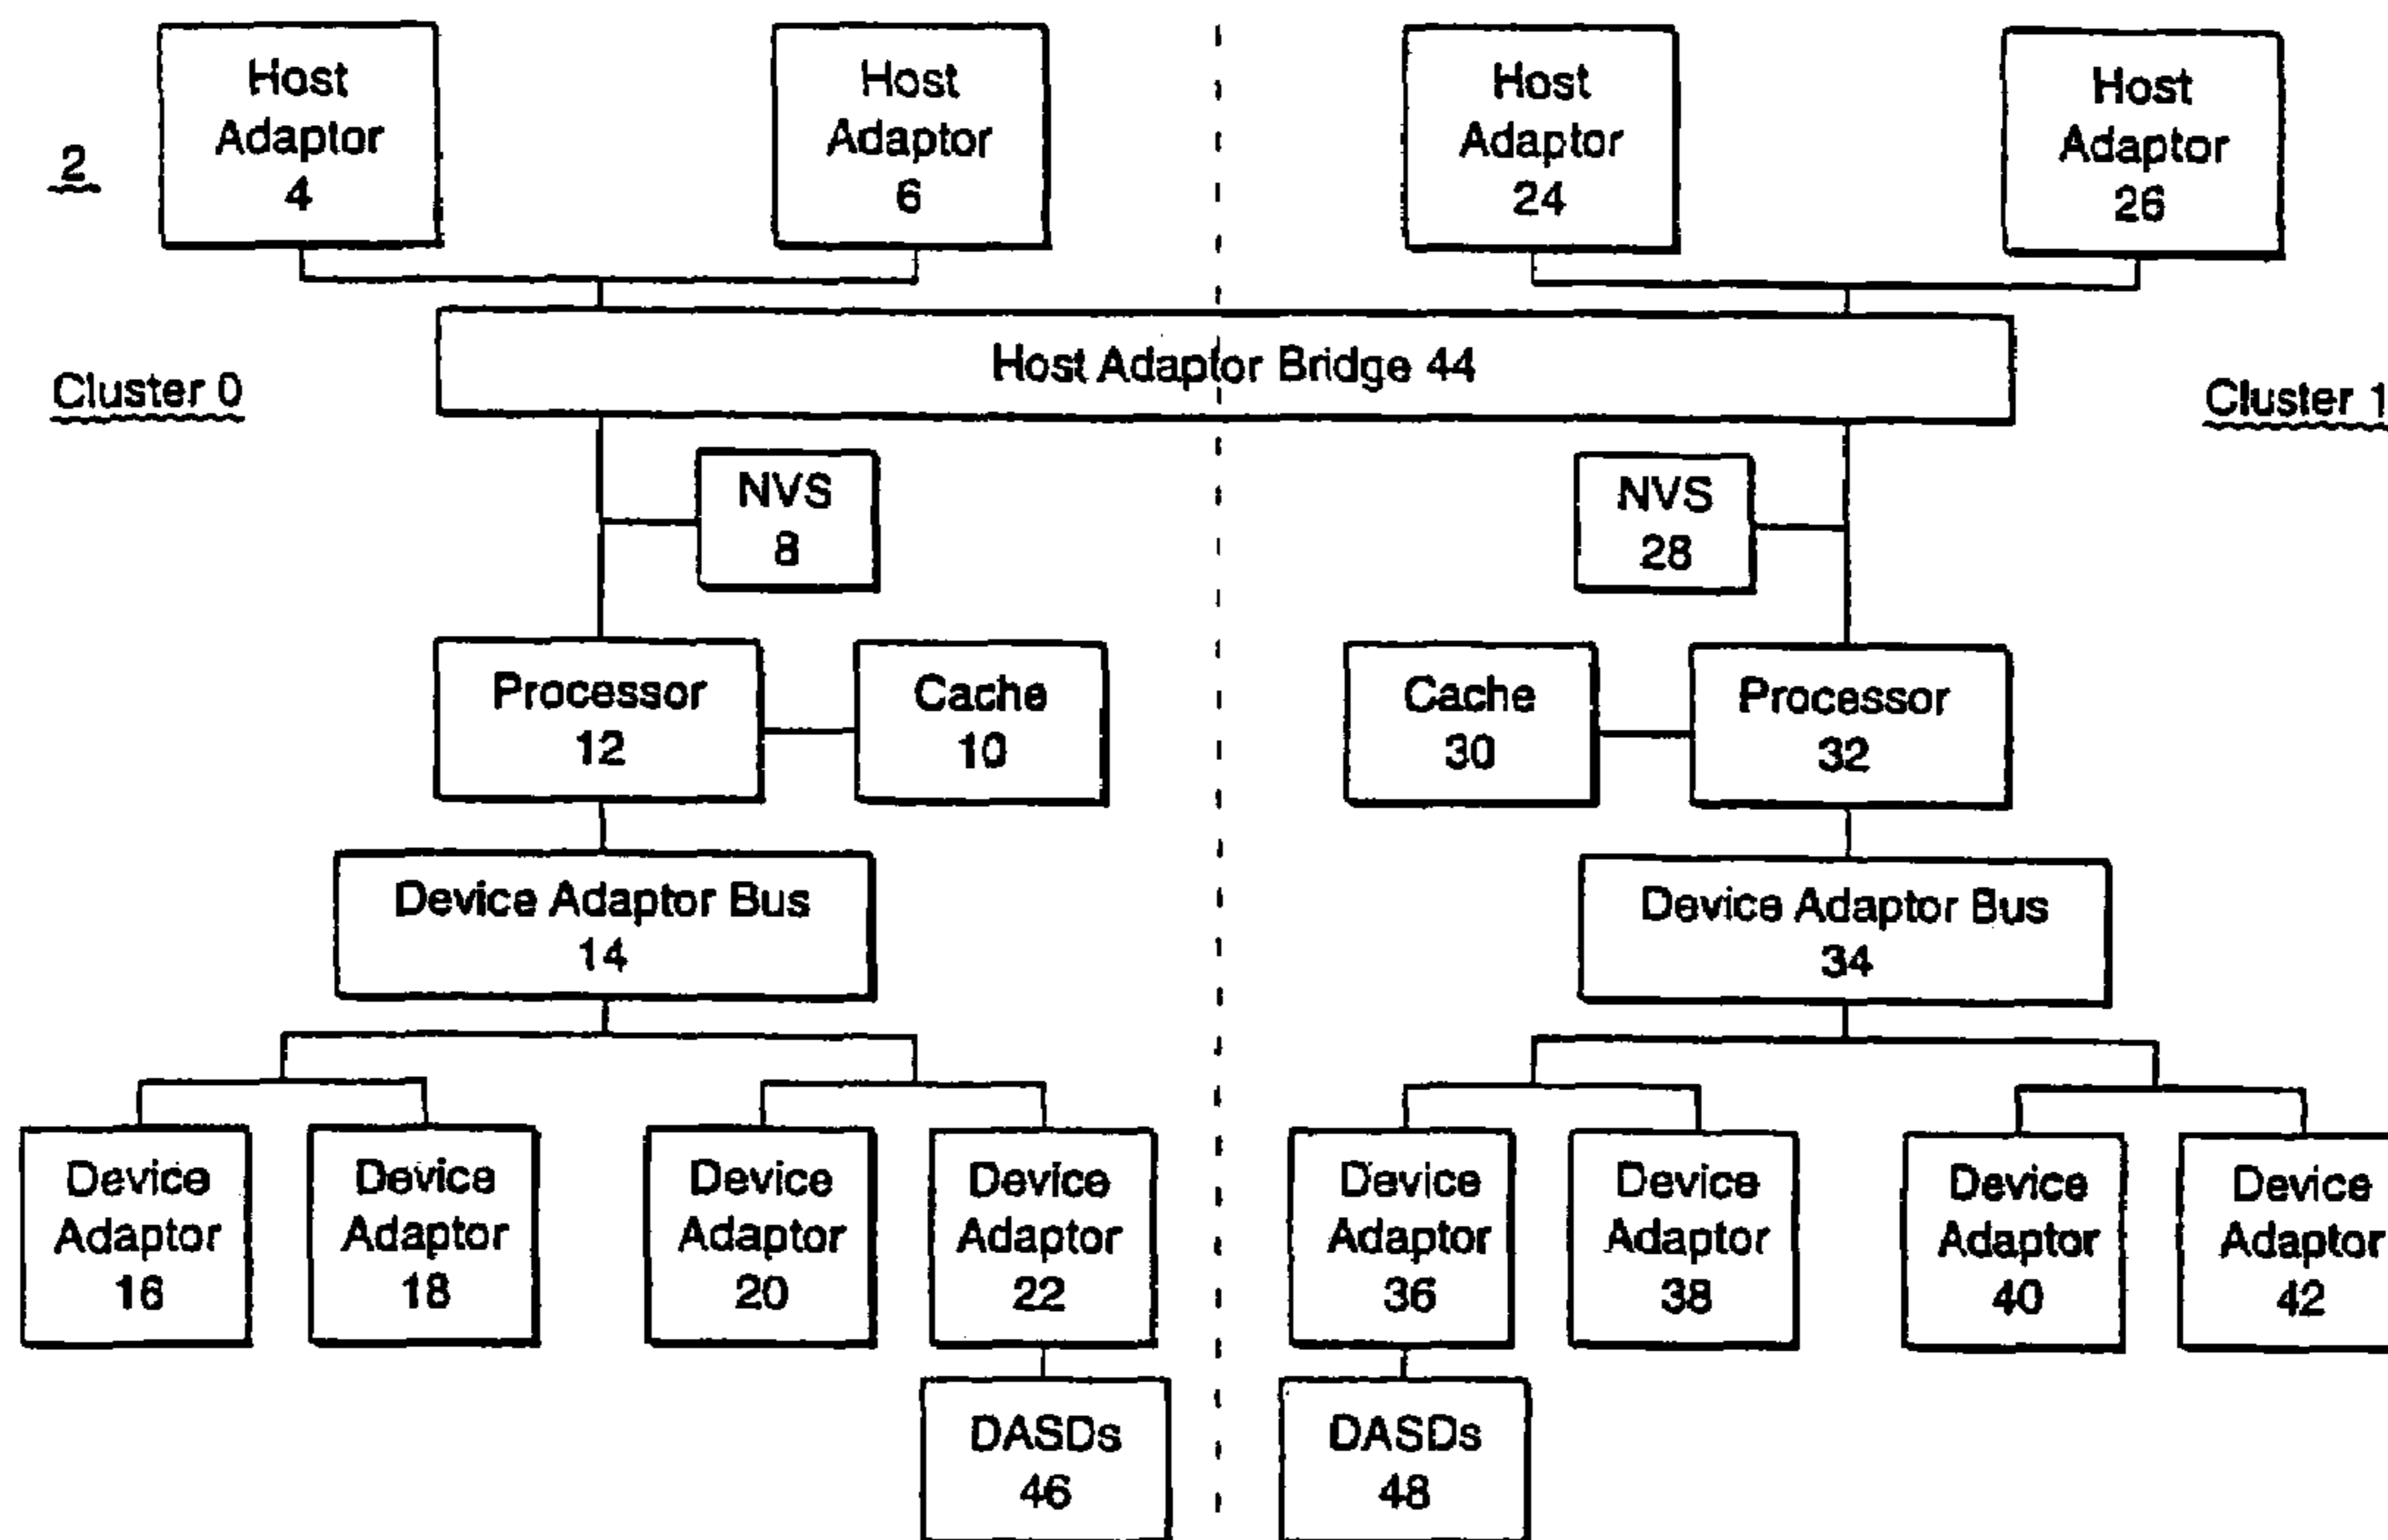 Host
Adaptor
4
Host
Adaptor
6
Host
Adaptor
24
Host
Adaptor
26
2
Host Adaptor Bridge 44
Cluster 0
Cluster 1
NVS
8
NVS
28
Processor
12
Cache
10
Cache
30
Processor
32
Device Adaptor Bus
14
Device Adaptor Bus
34
Device
Adaptor
16
Device
Adaptor
18
Device
Adaptor
20
Device
Adaptor
22
Device
Adaptor
36
Device
Adaptor
38
Device
Adaptor
40
Device
Adaptor
42
DASDs
46
DASDs
48